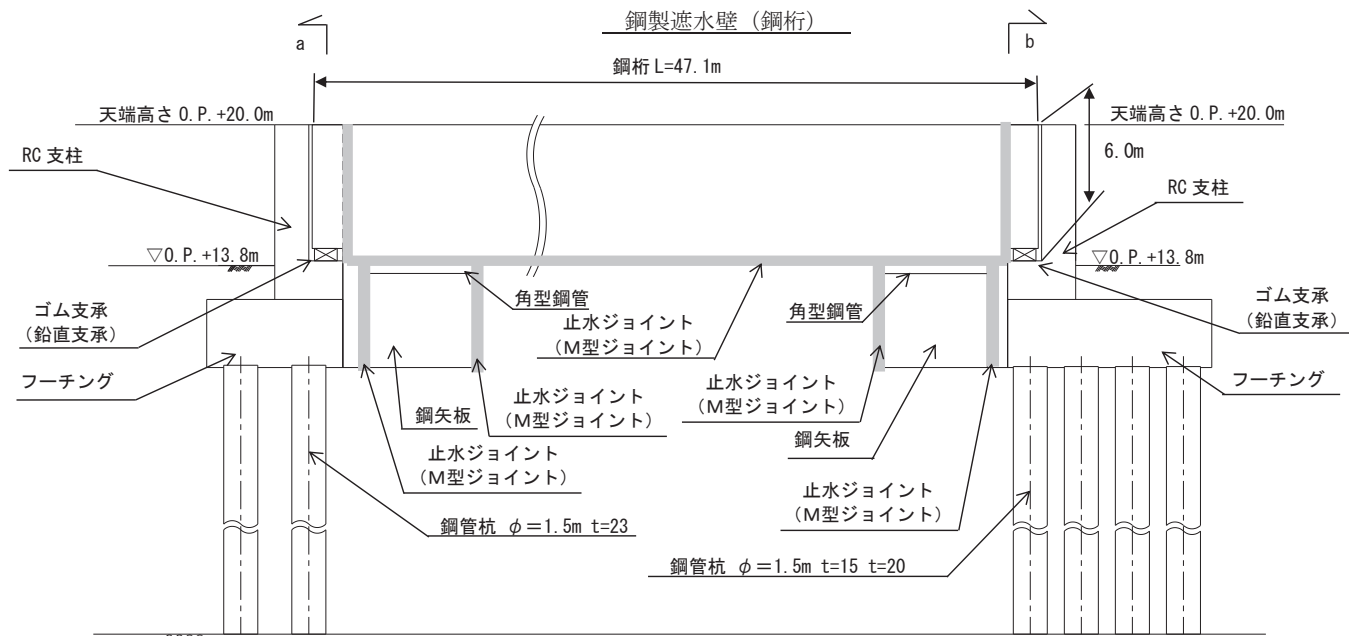 鋼製遮水壁（鋼桁）
a
b
鋼桁 L=47.1m
天端高さ O.P.+20.0m
天端高さ O.P.+20.0m
6.0m
RC 支柱
RC 支柱
▽O.P.+13.8m
▽O.P.+13.8m
ゴム支承
（鉛直支承）
角型鋼管
止水ジョイント
（M型ジョイント）
角型鋼管
ゴム支承
（鉛直支承）
フーチング
フーチング
鋼矢板
止水ジョイント
（M型ジョイント）
止水ジョイント
（M型ジョイント）
鋼矢板
止水ジョイント
（M型ジョイント）
止水ジョイント
（M型ジョイント）
鋼管杭 φ＝1.5m t=23
鋼管杭 φ＝1.5m t=15 t=20